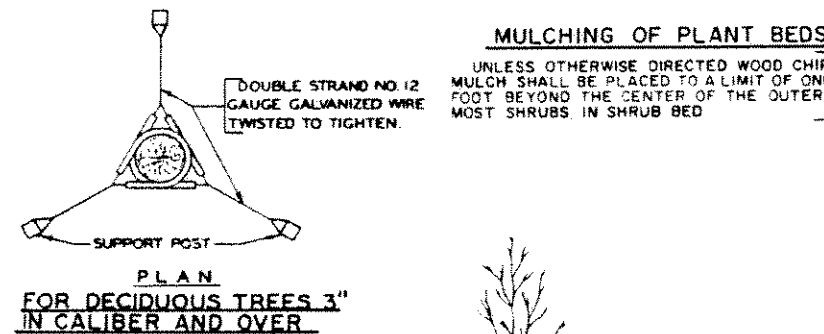 DOUBLE STRAND NO. 12
GAUGE GALVANIZED WIRE
TWISTED TO TIGHTEN.
SUPPORT POST
PLAN
FOR DECIDUOUS TREES 3"
IN CALIBER AND OVER
MULCHING OF PLANT BEDS
UNLESS OTHERWISE DIRECTED WOOD CHIP
MULCH SHALL BE PLACED TO A LIMIT OF ONE
FOOT BEYOND THE CENTER OF THE OUTER
MOST SHRUBS IN SHRUB BED